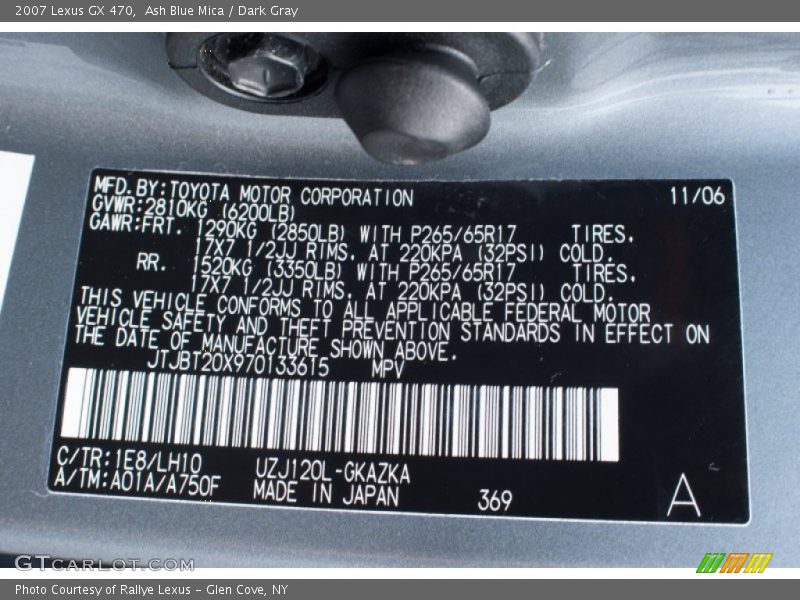 2007 Lexus GX 470, Ash Blue Mica / Dark Gray
MFD. BY: TOYOTA MOTOR CORPORATION 11/06
GVWR: 2810KG (6200LB)
GAWR: FRT. 1290KG (2850LB) WITH P265/65R17 TIRES.
17X7 1/2JJ RIMS. AT 220KPA (32PSI) COLD.
RR. 1520KG (3350LB) WITH P265/65R17 TIRES.
17X7 1/2JJ RIMS. AT 220KPA (32PSI) COLD.
THIS VEHICLE CONFORMS TO ALL APPLICABLE FEDERAL MOTOR
VEHICLE SAFETY AND THEFT PREVENTION STANDARDS IN EFFECT ON
THE DATE OF MANUFACTURE SHOWN ABOVE.
JTJBT20X970133615 MPV
C/TR: 1E8/LH10 UZJ120L-GKAZKA
A/TM: A01A/A750F MADE IN JAPAN 369 A
GTCARLOT.COM
Photo Courtesy of Rallye Lexus - Glen Cove, NY